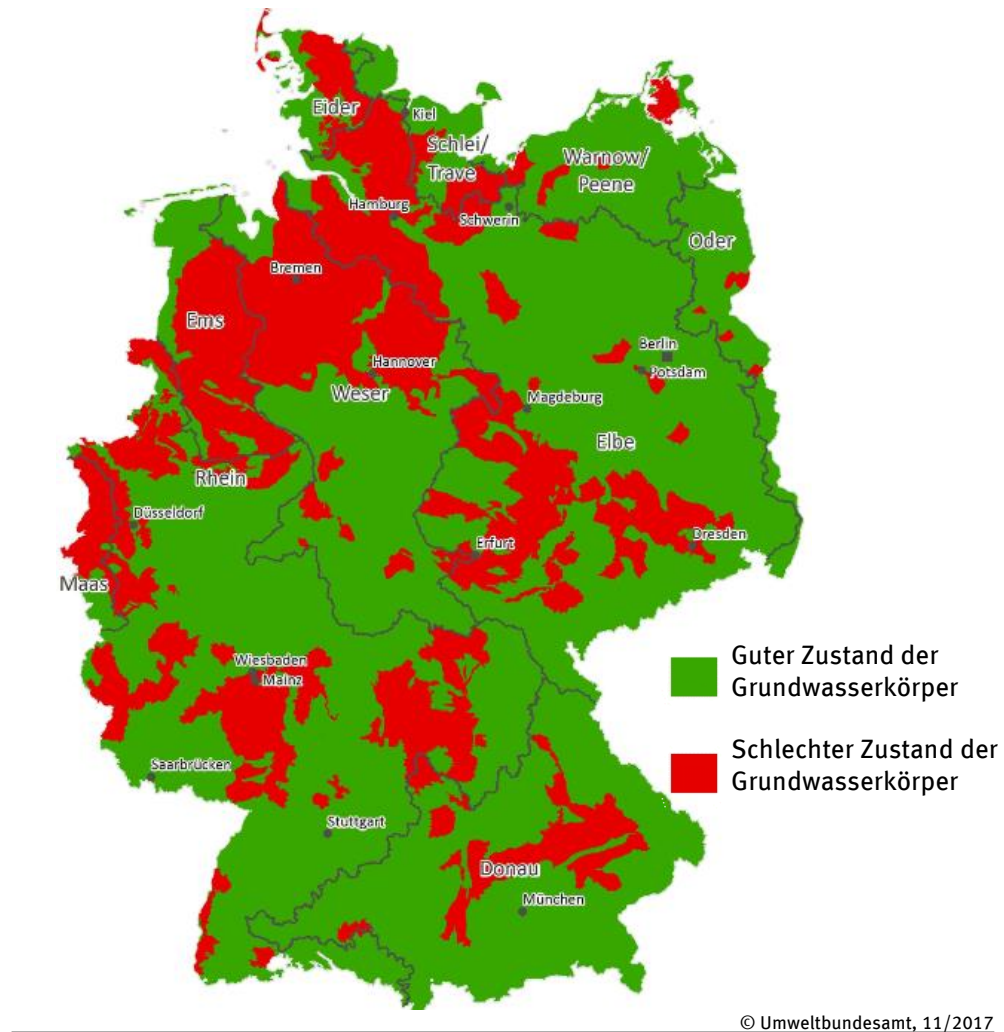 Eider
Kiel
Schlei/
Trave
Warnow/
Peene
Hamburg
Schwerin
Oder
Bremen
Ems
Berlin
Hannover
Potsdam
Weser
Magdeburg
Elbe
Rhein
Düsseldorf
Dresden
Erfurt
Maas
Guter Zustand der
Grundwasserkörper
Wiesbaden
Mainz
Schlechter Zustand der
Grundwasserkörper
Saarbrücken
Stuttgart
Donau
München
© Umweltbundesamt, 11/2017